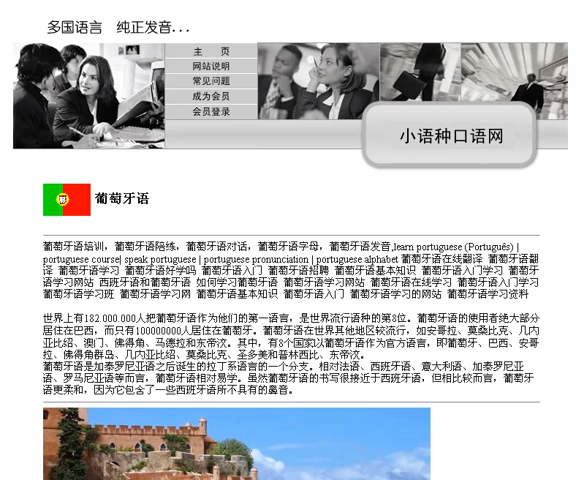 多国语言 纯正发音...
主 页
网站说明
常见问题
成为会员
会员登录
小语种口语网
葡萄牙语
葡萄牙语培训，葡萄牙语陪练，葡萄牙语对话，葡萄牙语字母，葡萄牙语发音,learn portuguese (Português) |
portuguese course| speak portuguese | portuguese pronunciation | portuguese alphabet 葡萄牙语在线翻译 葡萄牙语翻
译 葡萄牙语学习 葡萄牙语好学吗 葡萄牙语入门 葡萄牙语招聘 葡萄牙语基本知识 葡萄牙语入门学习 葡萄牙
语学习网站 西班牙语和葡萄牙语 如何学习葡萄牙语 葡萄牙语学习网站 葡萄牙语在线学习 葡萄牙语入门学习
葡萄牙语学习班 葡萄牙语学习网 葡萄牙语基本知识 葡萄牙语入门 葡萄牙语学习的网站 葡萄牙语学习资料
世界上有182.000.000人把葡萄牙语作为他们的第一语言，是世界流行语种的第8位。葡萄牙语的使用者绝大部分
居住在巴西，而只有100000000人居住在葡萄牙。葡萄牙语在世界其他地区较流行，如安哥拉、莫桑比克、几内
亚比绍、澳门、佛得角、马德拉和东帝汶。其中，有8个国家以葡萄牙语作为官方语言，即葡萄牙、巴西、安哥
拉、佛得角群岛、几内亚比绍、莫桑比克、圣多美和普林西比、东帝汶。
葡萄牙语是加泰罗尼亚语之后诞生的拉丁系语言的一个分支。相对法语、西班牙语、意大利语、加泰罗尼亚
语、罗马尼亚语等而言，葡萄牙语相对易学。虽然葡萄牙语的书写很接近于西班牙语，但相比较而言，葡萄牙
语更柔和，因为它包含了一些西班牙语所不具有的鼻音。